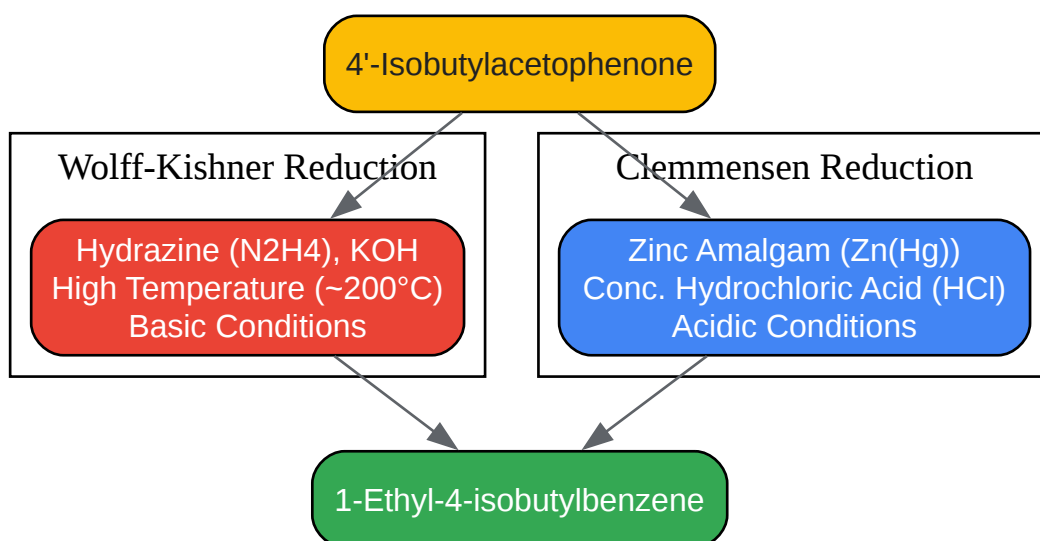 4'-Isobutylacetophenone
Wolff-Kishner Reduction
Hydrazine (N2H4), KOH
High Temperature (~200°C)
Basic Conditions
Clemmensen Reduction
Zinc Amalgam (Zn(Hg))
Conc. Hydrochloric Acid (HCl)
Acidic Conditions
1-Ethyl-4-isobutylbenzene